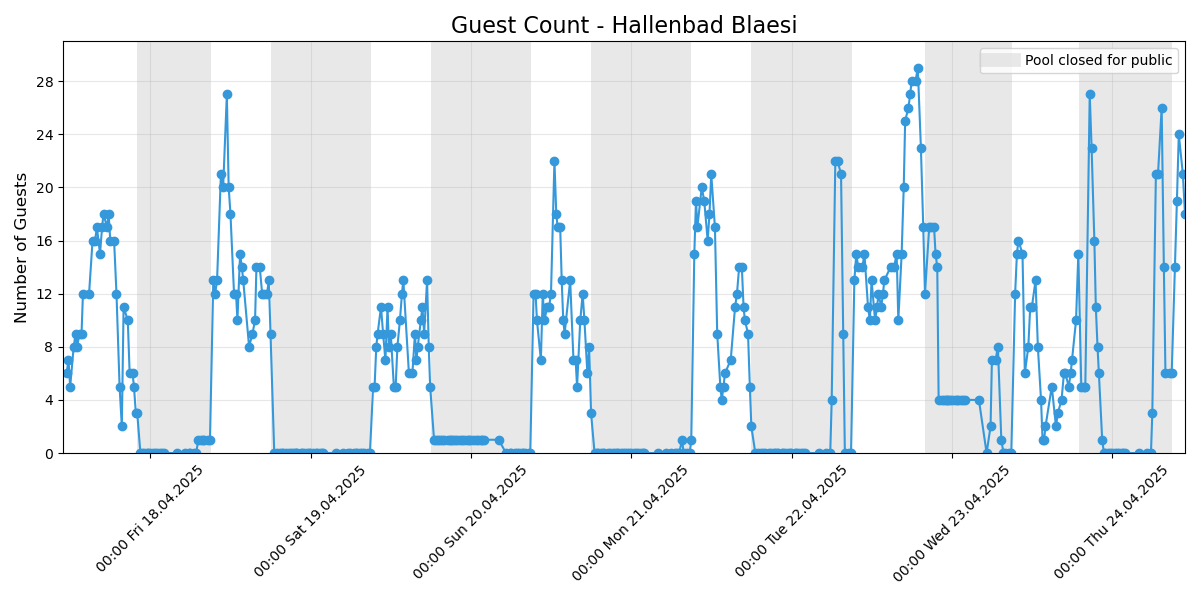 Guest Count - Hallenbad Blaesi
Pool closed for public
Number of Guests
28
24
20
16
12
8
4
0
00:00 Fri 18.04.2025
00:00 Sat 19.04.2025
00:00 Sun 20.04.2025
00:00 Mon 21.04.2025
00:00 Tue 22.04.2025
00:00 Wed 23.04.2025
00:00 Thu 24.04.2025